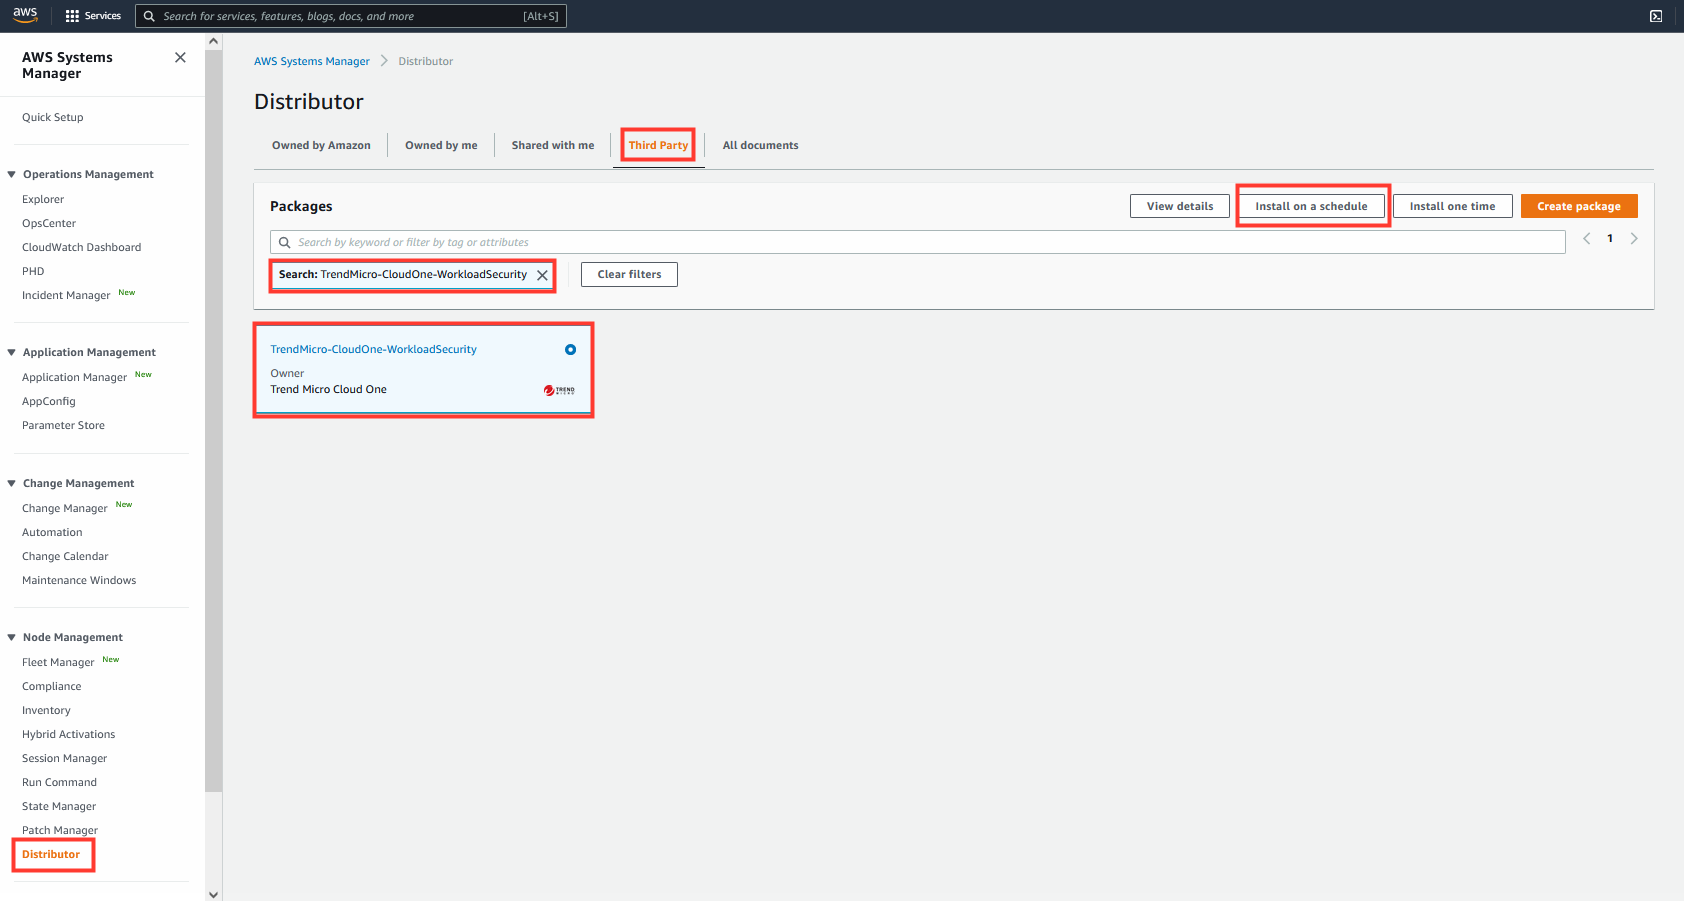 aws
Services
Search for services, features, blogs, docs, and more
[Alt+S]
AWS Systems
Manager
Quick Setup
Operations Management
Explorer
OpsCenter
CloudWatch Dashboard
PHD
Incident Manager New
Application Management
Application Manager New
AppConfig
Parameter Store
Change Management
Change Manager New
Automation
Change Calendar
Maintenance Windows
Node Management
Fleet Manager New
Compliance
Inventory
Hybrid Activations
Session Manager
Run Command
State Manager
Patch Manager
Distributor
AWS Systems Manager
Distributor
Distributor
Owned by Amazon
Owned by me
Shared with me
Third Party
All documents
Packages
View details
Install on a schedule
Install one time
Create package
Search by keyword or filter by tag or attributes
1
Search: TrendMicro-CloudOne-WorkloadSecurity
Clear filters
TrendMicro-CloudOne-WorkloadSecurity
Owner
Trend Micro Cloud One
TREND
MICRO